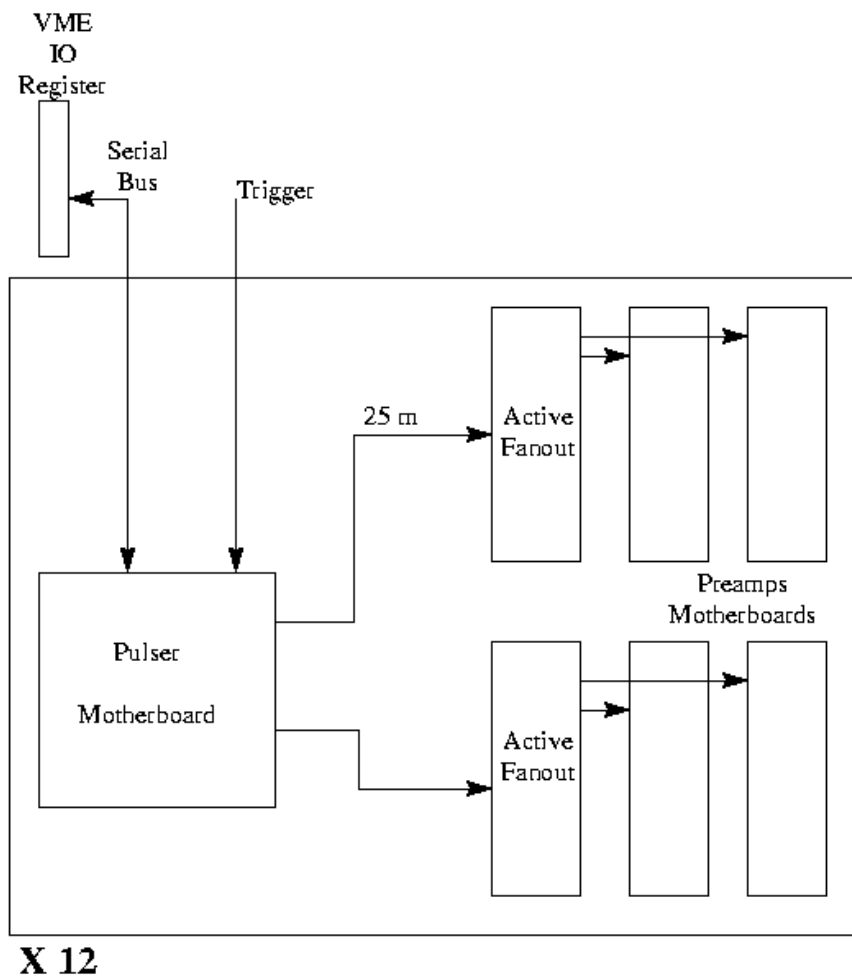 VME
IO
Register
Serial
Bus
Trigger
25 m
Active
Fanout
Preamps
Motherboards
Pulser
Motherboard
Active
Fanout
X 12